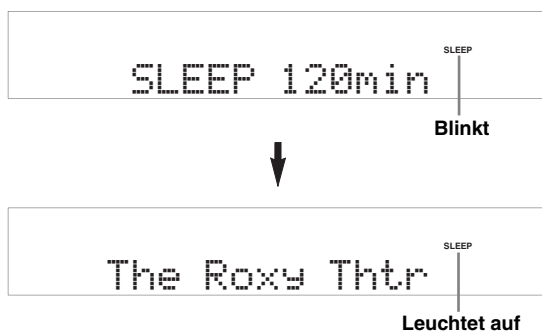 SLEEP
SLEEP 120min
Blinkt
SLEEP
The Roxy Thtr
Leuchtet auf